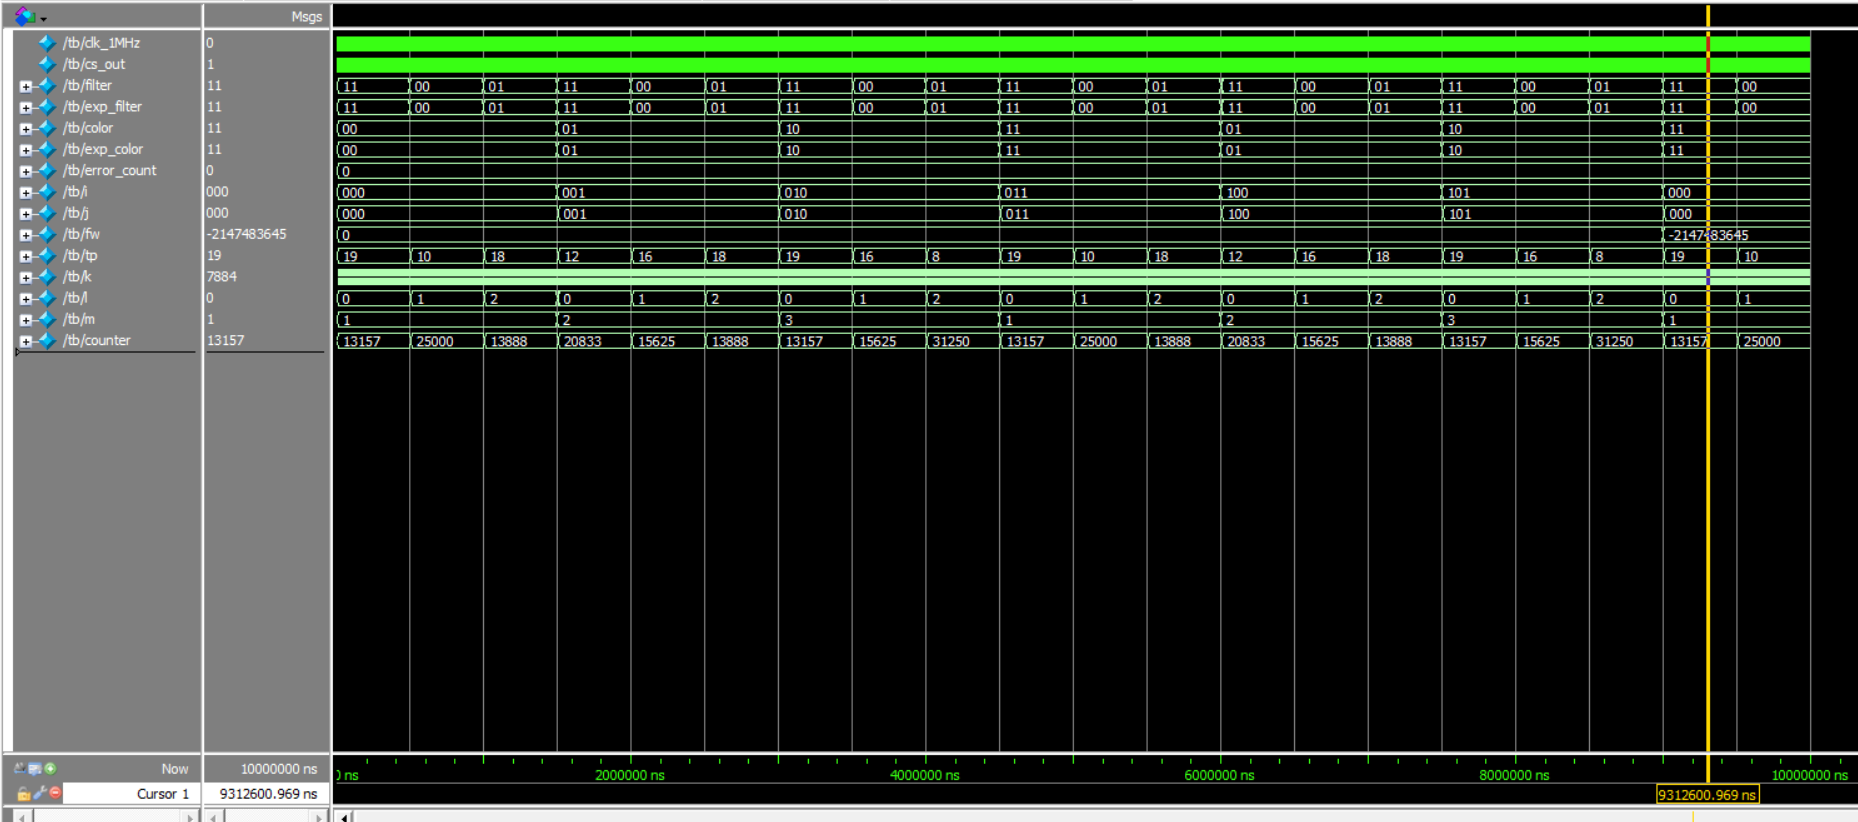 Msgs
/tb/clk_1MHz 0
/tb/cs_out 1
/tb/filter 11 11 00 01 11 00 01 11 00 01 11 00 01 11 00 01 11 00 01 11 00
/tb/exp_filter 11 11 00 01 11 00 01 11 00 01 11 00 01 11 00 01 11 00 01 11 00
/tb/color 11 00 01 10 11 01 10 11
/tb/exp_color 11 00 01 10 11 01 10 11
/tb/error_count 0 0
/tb/i 000 000 001 010 011 100 101 000
/tb/j 000 000 001 010 011 100 101 000
/tb/fw -2147483645 0 -2147483645
/tb/tp 19 19 10 18 12 16 18 19 16 8 19 10 18 12 16 18 19 16 8 19 10
/tb/k 7884
/tb/l 0 0 1 2 0 1 2 0 1 2 0 1 2 0 1 2 0 1 2 0 1
/tb/m 1 1 2 3 1 2 3 1
/tb/counter 13157 13157 25000 13888 20833 15625 13888 13157 15625 31250 13157 25000 13888 20833 15625 13888 13157 15625 31250 13157 25000
Now 10000000 ns ns 2000000 ns 4000000 ns 6000000 ns 8000000 ns 10000000 ns
Cursor 1 9312600.969 ns 9312600.969 ns